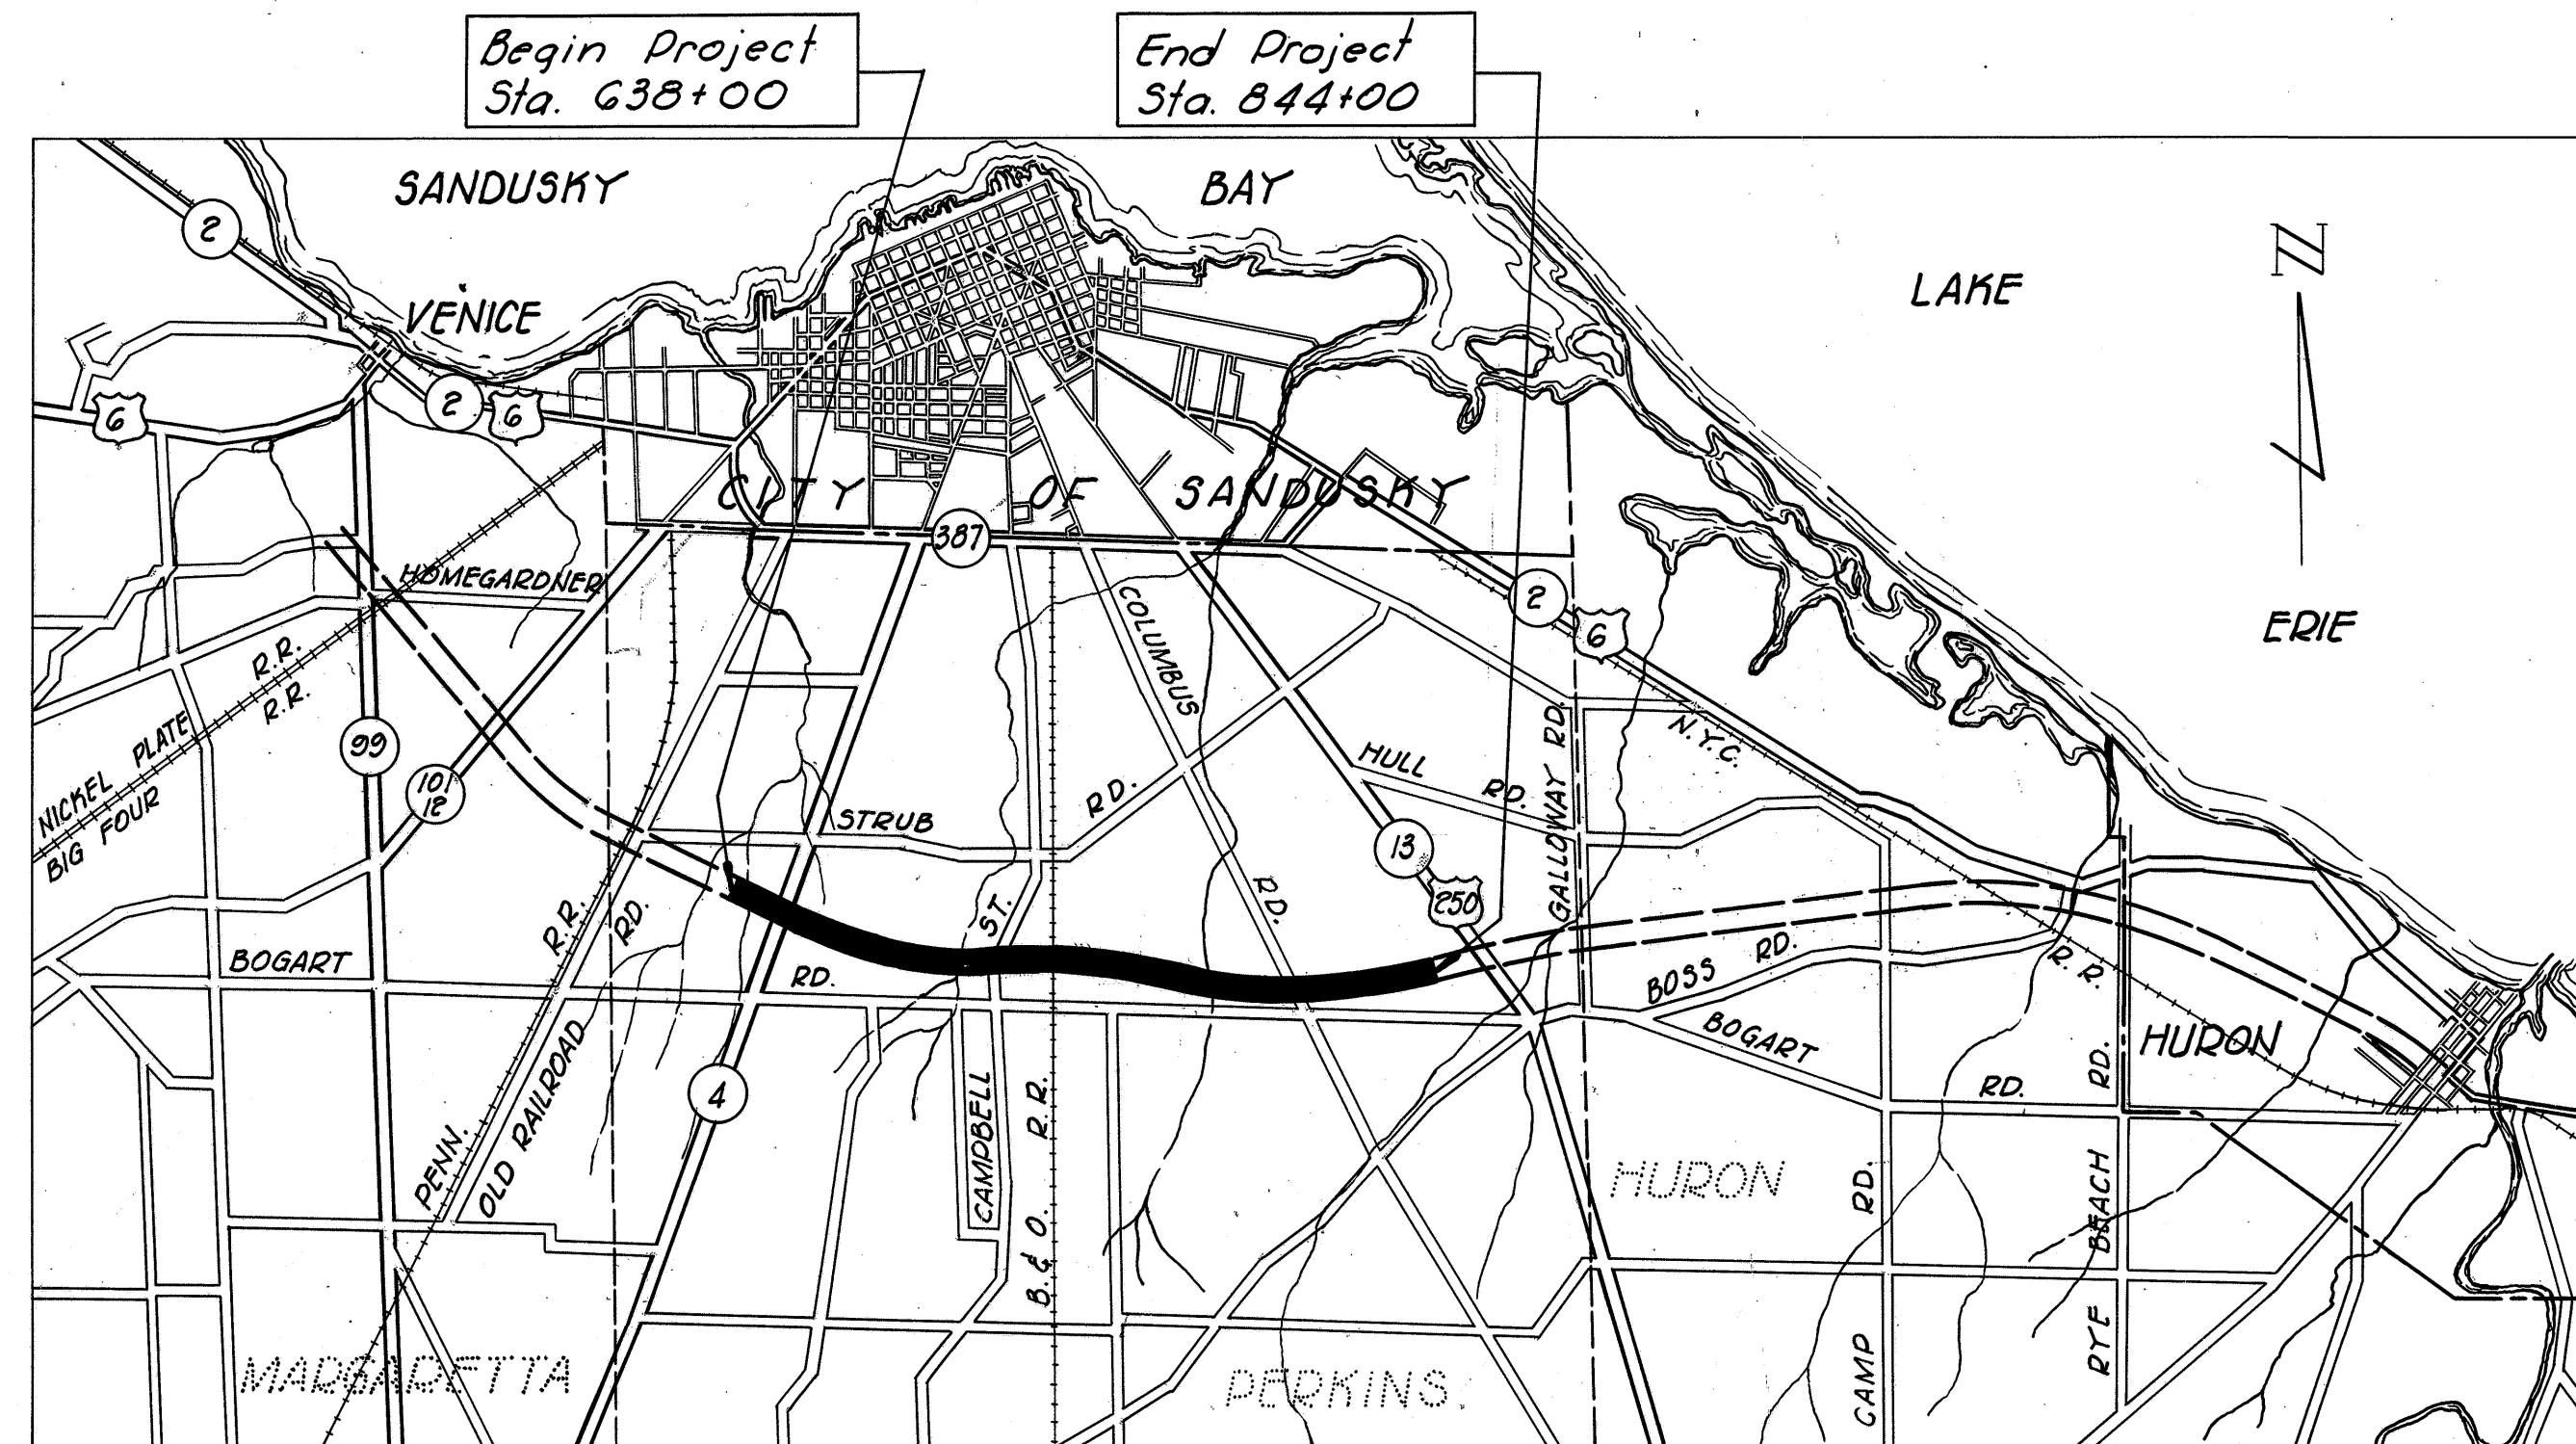 Begin Project
Sta. 638+00
End Project
Sta. 844+00
SANDUSKY
BAY
2
N
LAKE
VENICE
2
6
6
CITY OF SANDUSKY
387
HOMEGARDNER
2
6
ERIE
COLUMBUS
R.R.
R.R.
NICKEL PLATE
BIG FOUR
99
101
12
HULL
RD.
GALLOWAY RD.
N.Y.C.
STRUB
RD.
13
250
RD.
R.R.
RD.
ST.
BOGART
RD.
BOSS RD.
R.R.
BOGART
RD.
HURON
4
PENN.
OLD RAILROAD
CAMPBELL
B. & O. R.R.
HURON
CAMP RD.
RYE BEACH RD.
MARGARETTA
PERKINS